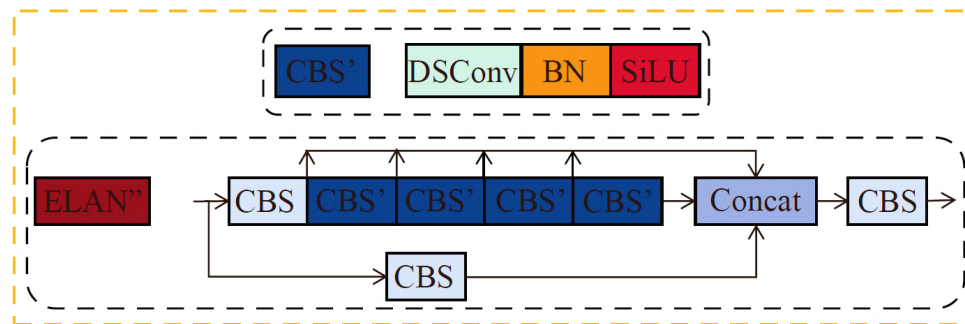 CBS’ DSConv BN SiLU
ELAN” CBS CBS’ CBS’ CBS’ CBS’ Concat CBS
CBS